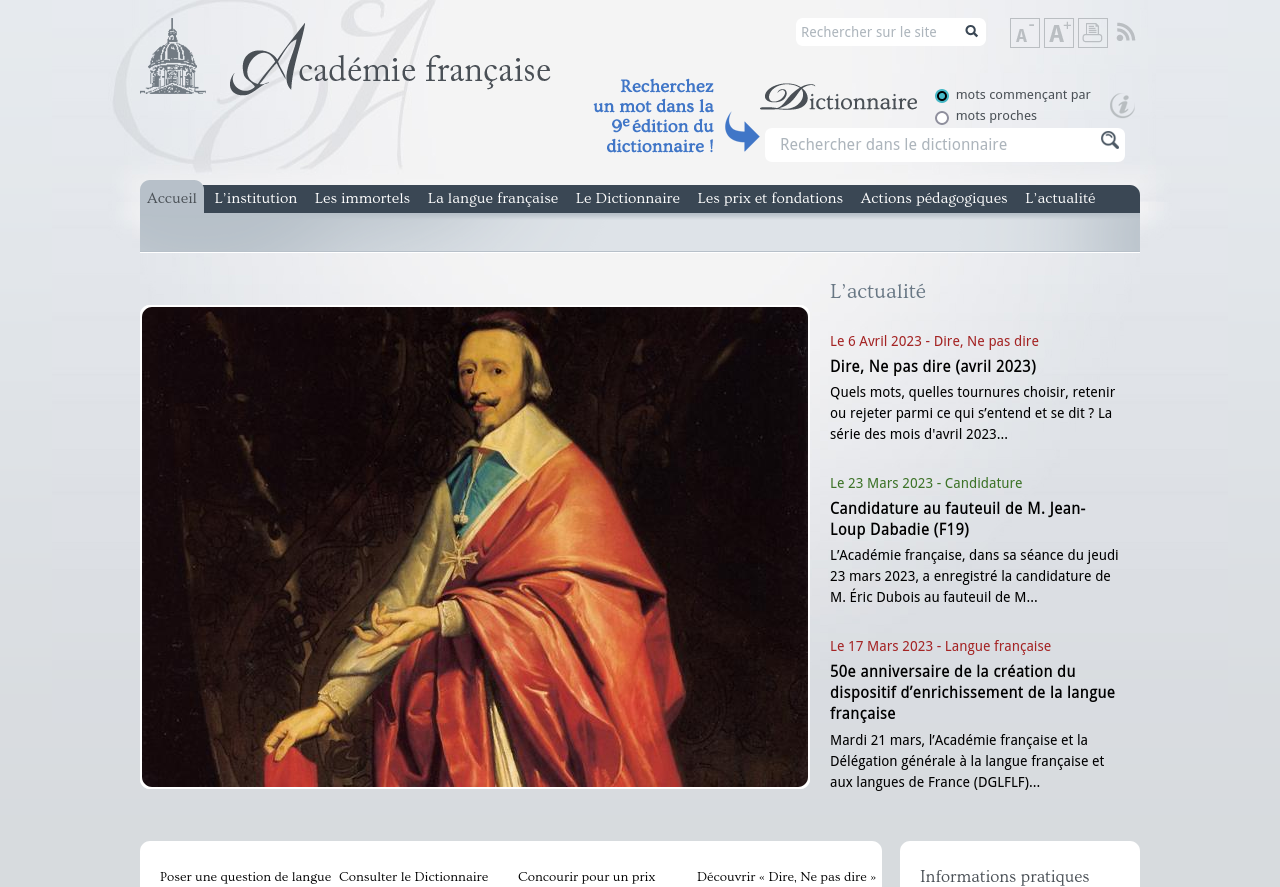 Académie française
Rechercher sur le site
A-
A+
Recherchez
un mot dans la
9e édition du
dictionnaire !
Dictionnaire
mots commençant par
mots proches
i
Rechercher dans le dictionnaire
Accueil
L’institution
Les immortels
La langue française
Le Dictionnaire
Les prix et fondations
Actions pédagogiques
L’actualité
L’actualité
Le 6 Avril 2023 - Dire, Ne pas dire
Dire, Ne pas dire (avril 2023)
Quels mots, quelles tournures choisir, retenir
ou rejeter parmi ce qui s’entend et se dit ? La
série des mois d'avril 2023...
Le 23 Mars 2023 - Candidature
Candidature au fauteuil de M. Jean-
Loup Dabadie (F19)
L’Académie française, dans sa séance du jeudi
23 mars 2023, a enregistré la candidature de
M. Éric Dubois au fauteuil de M...
Le 17 Mars 2023 - Langue française
50e anniversaire de la création du
dispositif d’enrichissement de la langue
française
Mardi 21 mars, l’Académie française et la
Délégation générale à la langue française et
aux langues de France (DGLFLF)...
Poser une question de langue
Consulter le Dictionnaire
Concourir pour un prix
Découvrir « Dire, Ne pas dire »
Informations pratiques